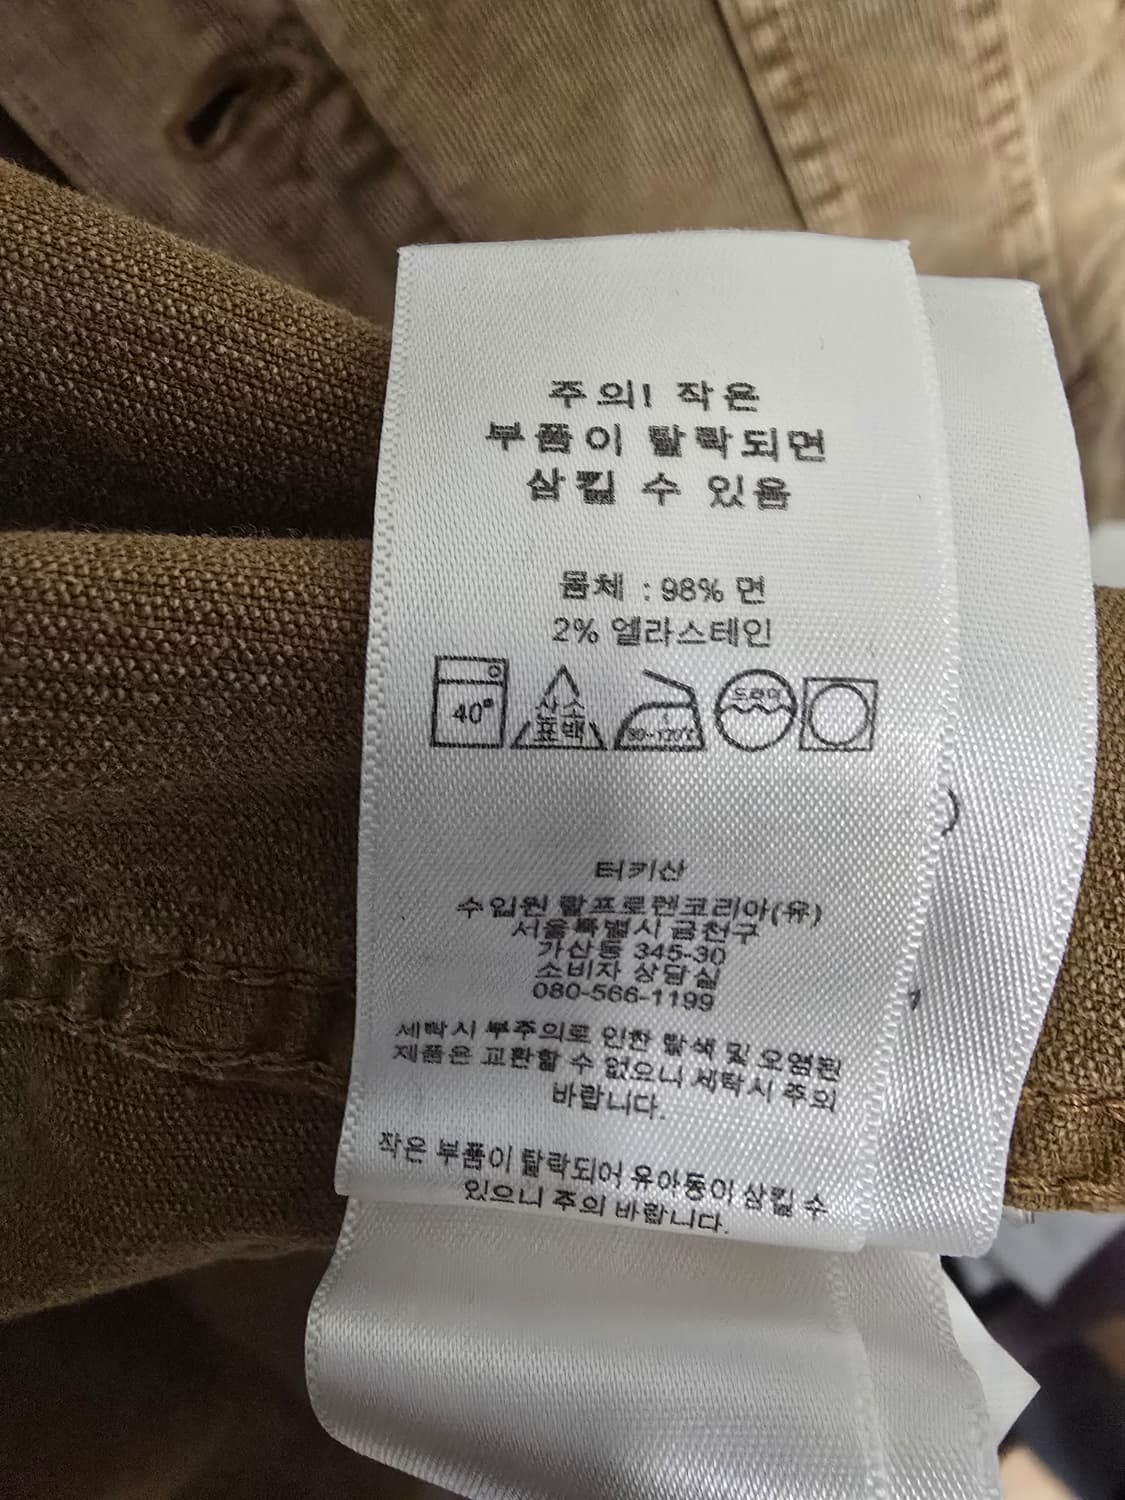 주의! 작은
부품이 탈락되면
삼킬 수 있음
몸체 : 98% 면
2% 엘라스테인
40°
산소
표백
80~120℃
드라이
터키산
수입원 랄프로렌코리아(유)
서울특별시 금천구
가산동 345-30
소비자 상담실
080-566-1199
세탁시 부주의로 인한 탈색 및 오염된
제품은 교환할 수 없으니 세탁시 주의
바랍니다.
작은 부품이 탈락되어 유아동이 삼킬 수
있으니 주의 바랍니다.